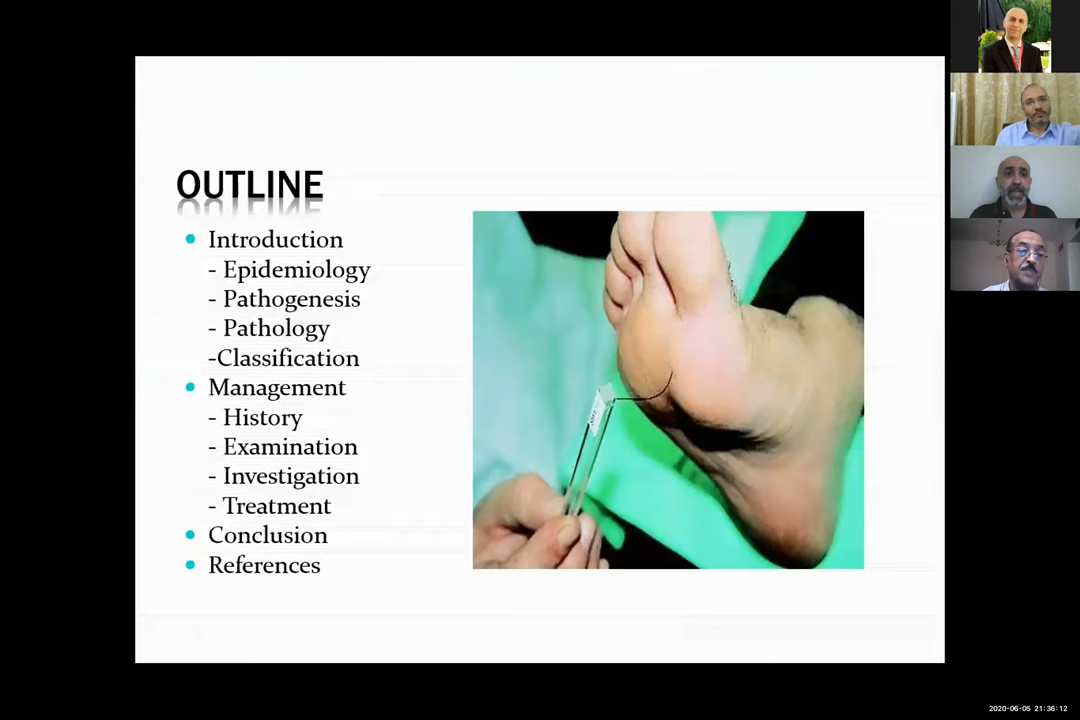 OUTLINE
Introduction
- Epidemiology
- Pathogenesis
- Pathology
-Classification
Management
- History
- Examination
- Investigation
- Treatment
Conclusion
References
2020-06-05 21:36:12